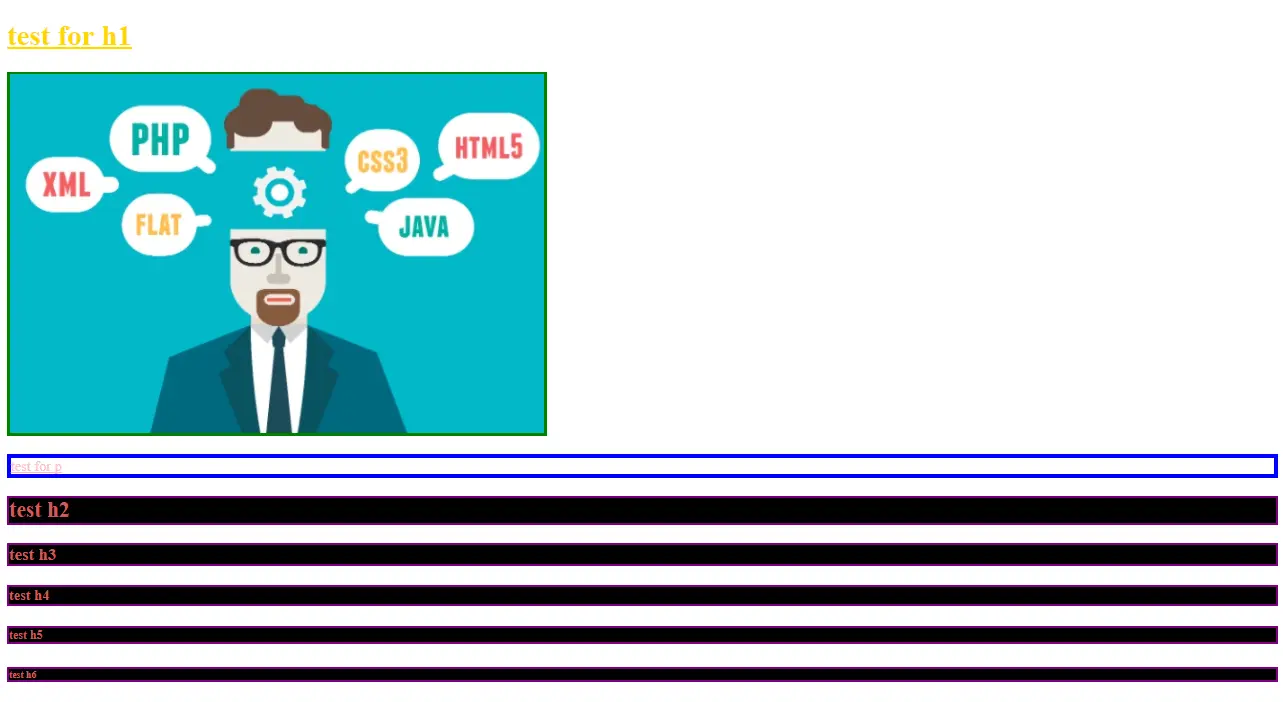 test for h1
PHP
HTML5
CSS3
XML
FLAT
JAVA
test for p
test h2
test h3
test h4
test h5
test h6